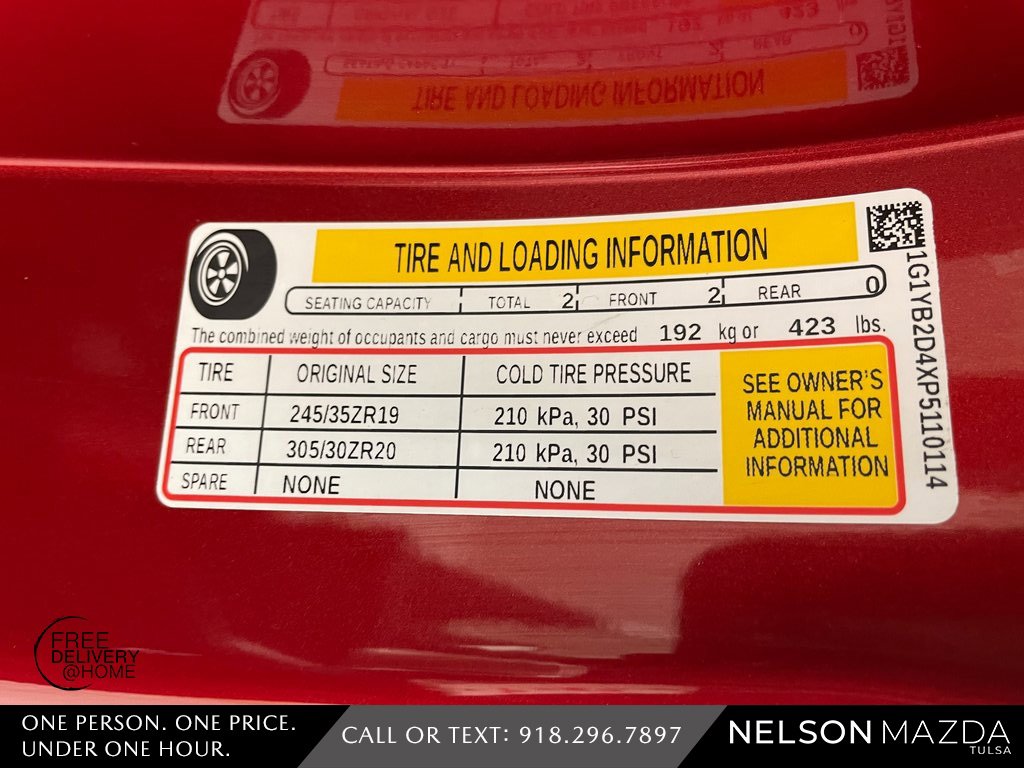 TIRE AND LOADING INFORMATION
SEATING CAPACITY TOTAL 2 FRONT 2 REAR 0
The combined weight of occupants and cargo must never exceed 192 kg or 423 lbs.
TIRE ORIGINAL SIZE COLD TIRE PRESSURE
FRONT 245/35ZR19 210 kPa, 30 PSI
REAR 305/30ZR20 210 kPa, 30 PSI
SPARE NONE NONE
SEE OWNER'S
MANUAL FOR
ADDITIONAL
INFORMATION
1G1YB2D4XP5110114
FREE
DELIVERY
@HOME
ONE PERSON. ONE PRICE.
UNDER ONE HOUR.
CALL OR TEXT: 918.296.7897
NELSON MAZDA
TULSA